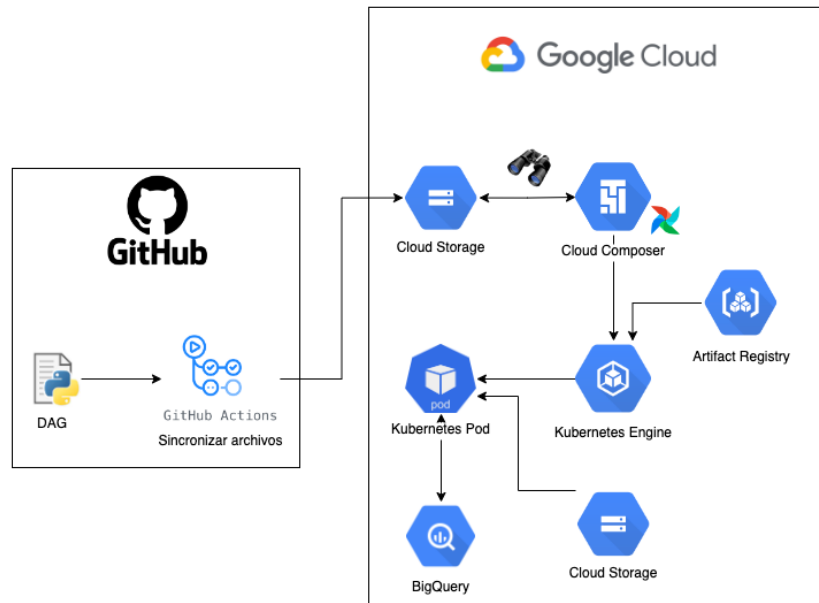 Google Cloud
GitHub
Cloud Storage
Cloud Composer
Artifact Registry
DAG
GitHub Actions
Sincronizar archivos
pod
Kubernetes Pod
Kubernetes Engine
BigQuery
Cloud Storage